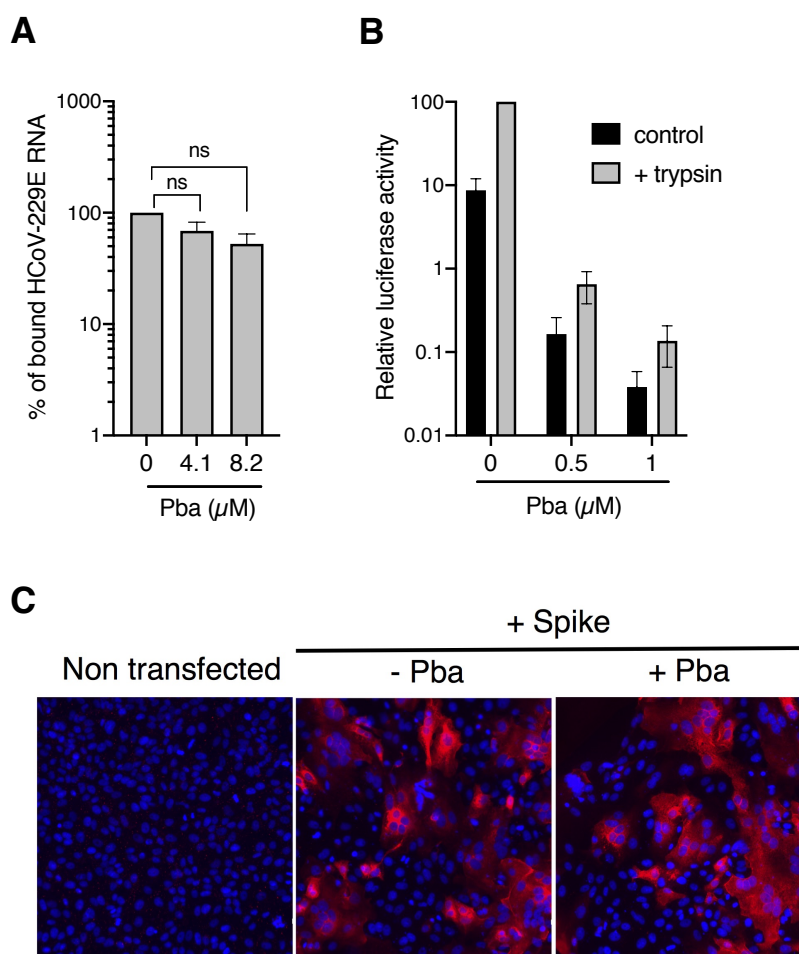 A
% of bound HCoV-229E RNA
1000
100
10
1
ns
ns
0 4.1 8.2
Pba (µM)
B
Relative luciferase activity
100
10
1
0.1
0.01
control
+ trypsin
0 0.5 1
Pba (µM)
C
+ Spike
Non transfected - Pba + Pba